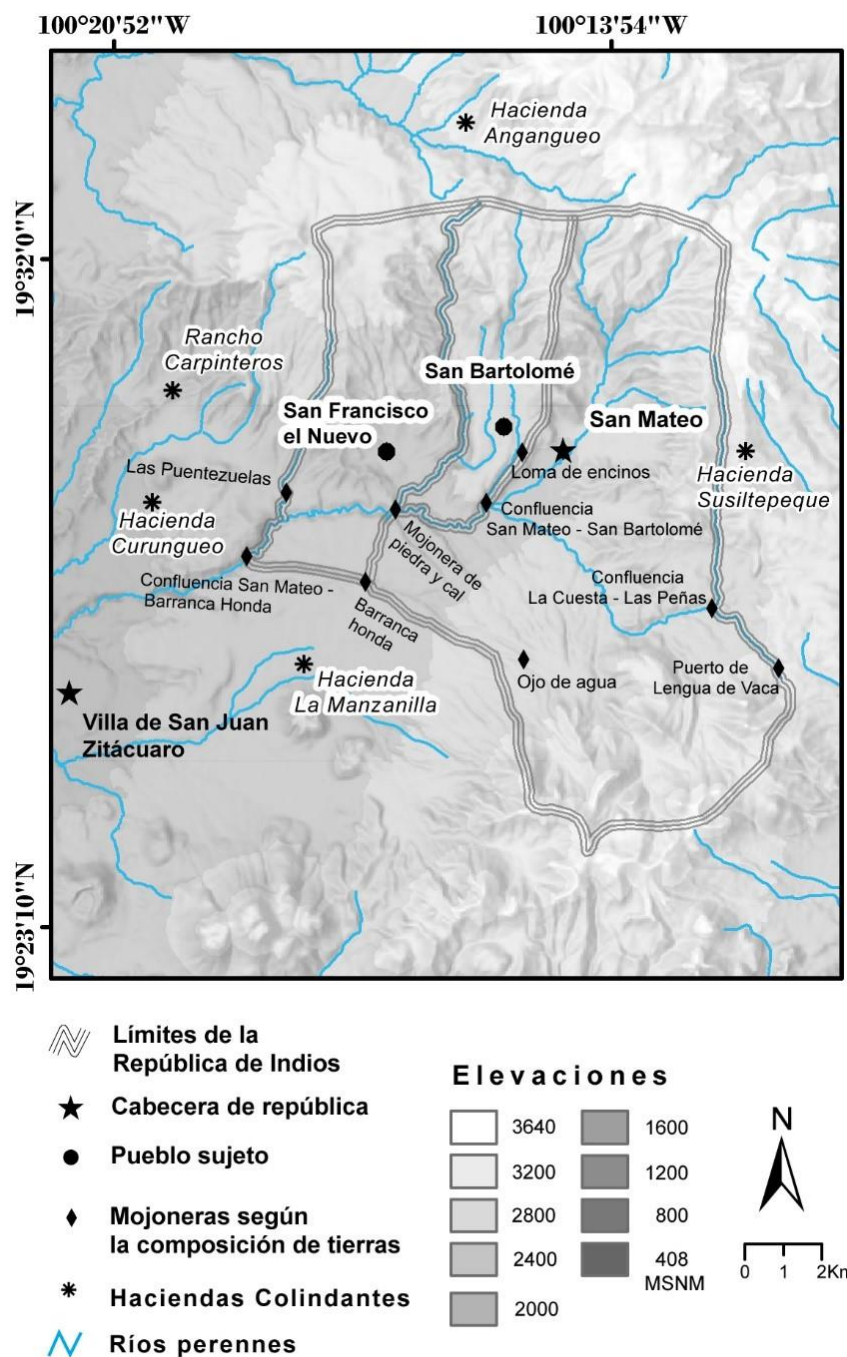 100°20'52"W
100°13'54"W
Hacienda
Angangueo
19°32'0"N
Rancho
Carpinteros
San Bartolomé
San Francisco
el Nuevo
San Mateo
Las Puentezuelas
Loma de encinos
Hacienda
Susiltepeque
Hacienda
Curungueo
Confluencia
San Mateo - San Bartolomé
Mojonera de
piedra y cal
Confluencia San Mateo -
Barranca Honda
Confluencia
La Cuesta - Las Peñas
Barranca
honda
Hacienda
La Manzanilla
Ojo de agua
Puerto de
Lengua de Vaca
Villa de San Juan
Zitácuaro
19°23'10"N
Límites de la
República de Indios
Cabecera de república
Pueblo sujeto
Mojoneras según
la composición de tierras
Haciendas Colindantes
Ríos perennes
Elevaciones
3640
3200
2800
2400
2000
1600
1200
800
408
MSNM
N
0 1 2Km